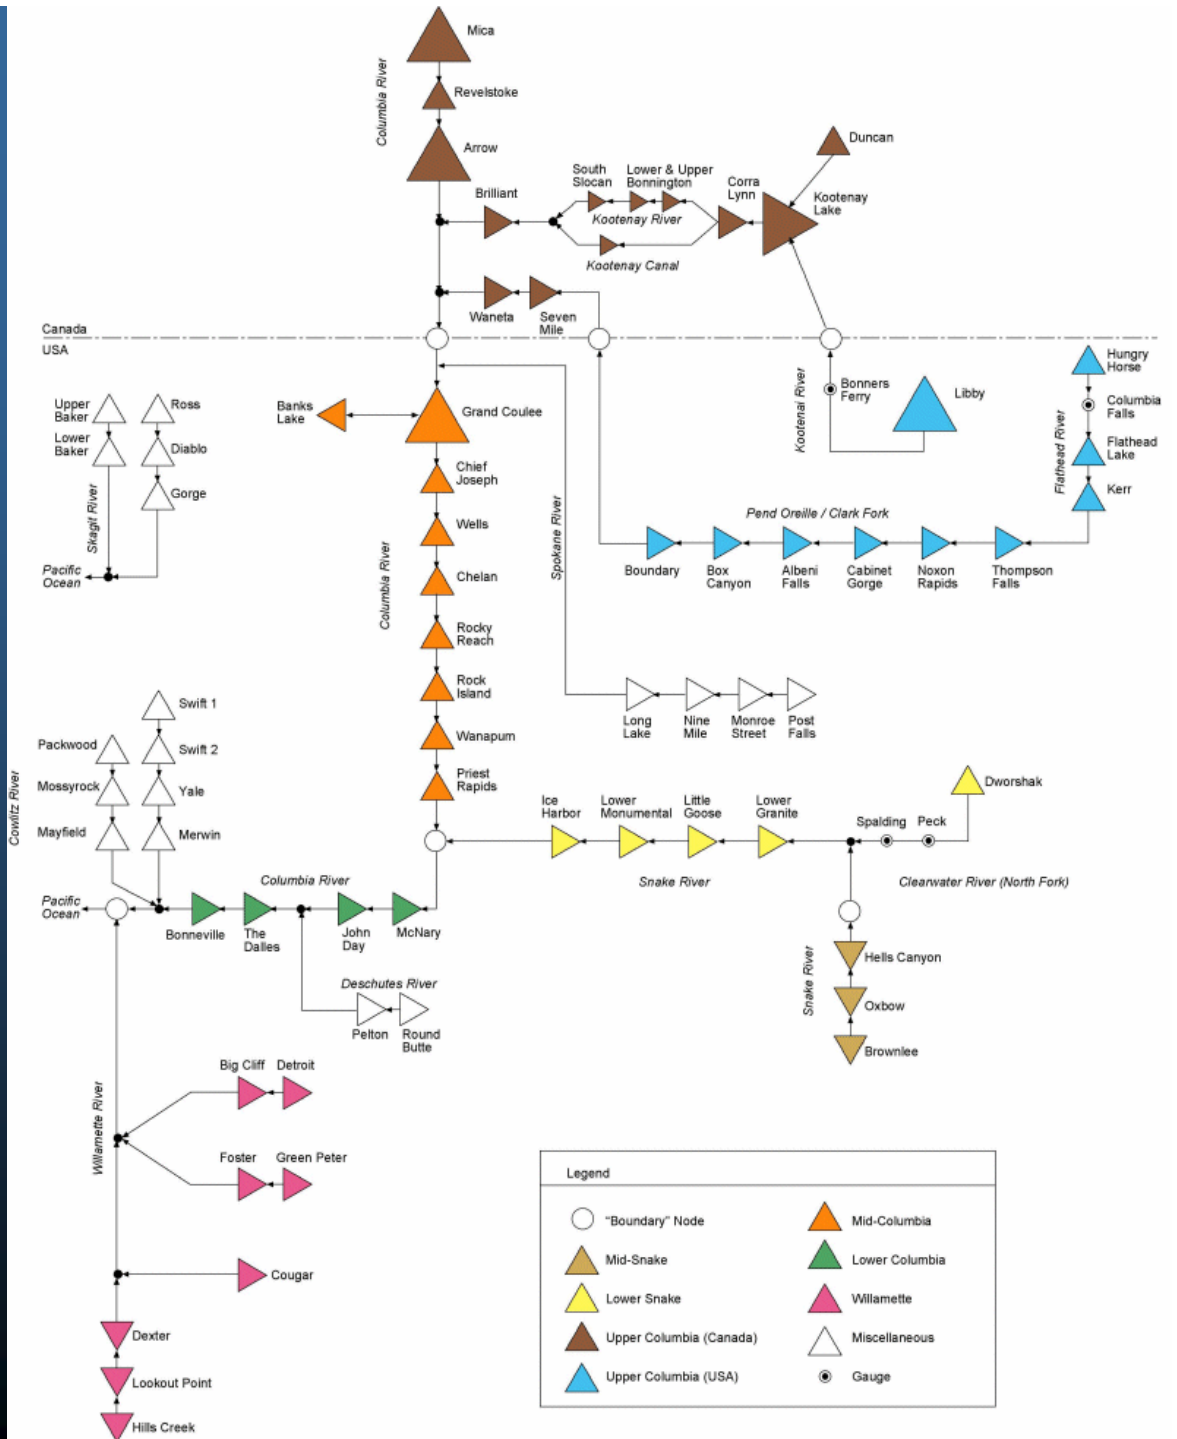 Mica
Columbia River
Revelstoke
Arrow
Duncan
South
Slocan
Lower & Upper
Bonnington
Corra
Lynn
Kootenay
Lake
Brilliant
Kootenay River
Kootenay Canal
Waneta
Seven
Mile
Canada
USA
Hungry
Horse
Columbia
Falls
Flathead
Lake
Kerr
Flathead River
Bonners
Ferry
Kootenai River
Libby
Banks
Lake
Grand Coulee
Upper
Baker
Ross
Lower
Baker
Diablo
Gorge
Skagit River
Pacific
Ocean
Chief
Joseph
Wells
Chelan
Columbia River
Rocky
Reach
Rock
Island
Wanapum
Priest
Rapids
Spokane River
Pend Oreille / Clark Fork
Boundary
Box
Canyon
Albeni
Falls
Cabinet
Gorge
Noxon
Rapids
Thompson
Falls
Long
Lake
Nine
Mile
Monroe
Street
Post
Falls
Swift 1
Packwood
Swift 2
Mossyrock
Yale
Mayfield
Merwin
Cowlitz River
Dworshak
Ice
Harbor
Lower
Monumental
Little
Goose
Lower
Granite
Spalding
Peck
Snake River
Clearwater River (North Fork)
Columbia River
Pacific
Ocean
Bonneville
The
Dalles
John
Day
McNary
Deschutes River
Pelton
Round
Butte
Snake River
Hells Canyon
Oxbow
Brownlee
Big Cliff
Detroit
Willamette River
Foster
Green Peter
Cougar
Dexter
Lookout Point
Hills Creek
Legend
"Boundary" Node
Mid-Columbia
Mid-Snake
Lower Columbia
Lower Snake
Willamette
Upper Columbia (Canada)
Miscellaneous
Upper Columbia (USA)
Gauge